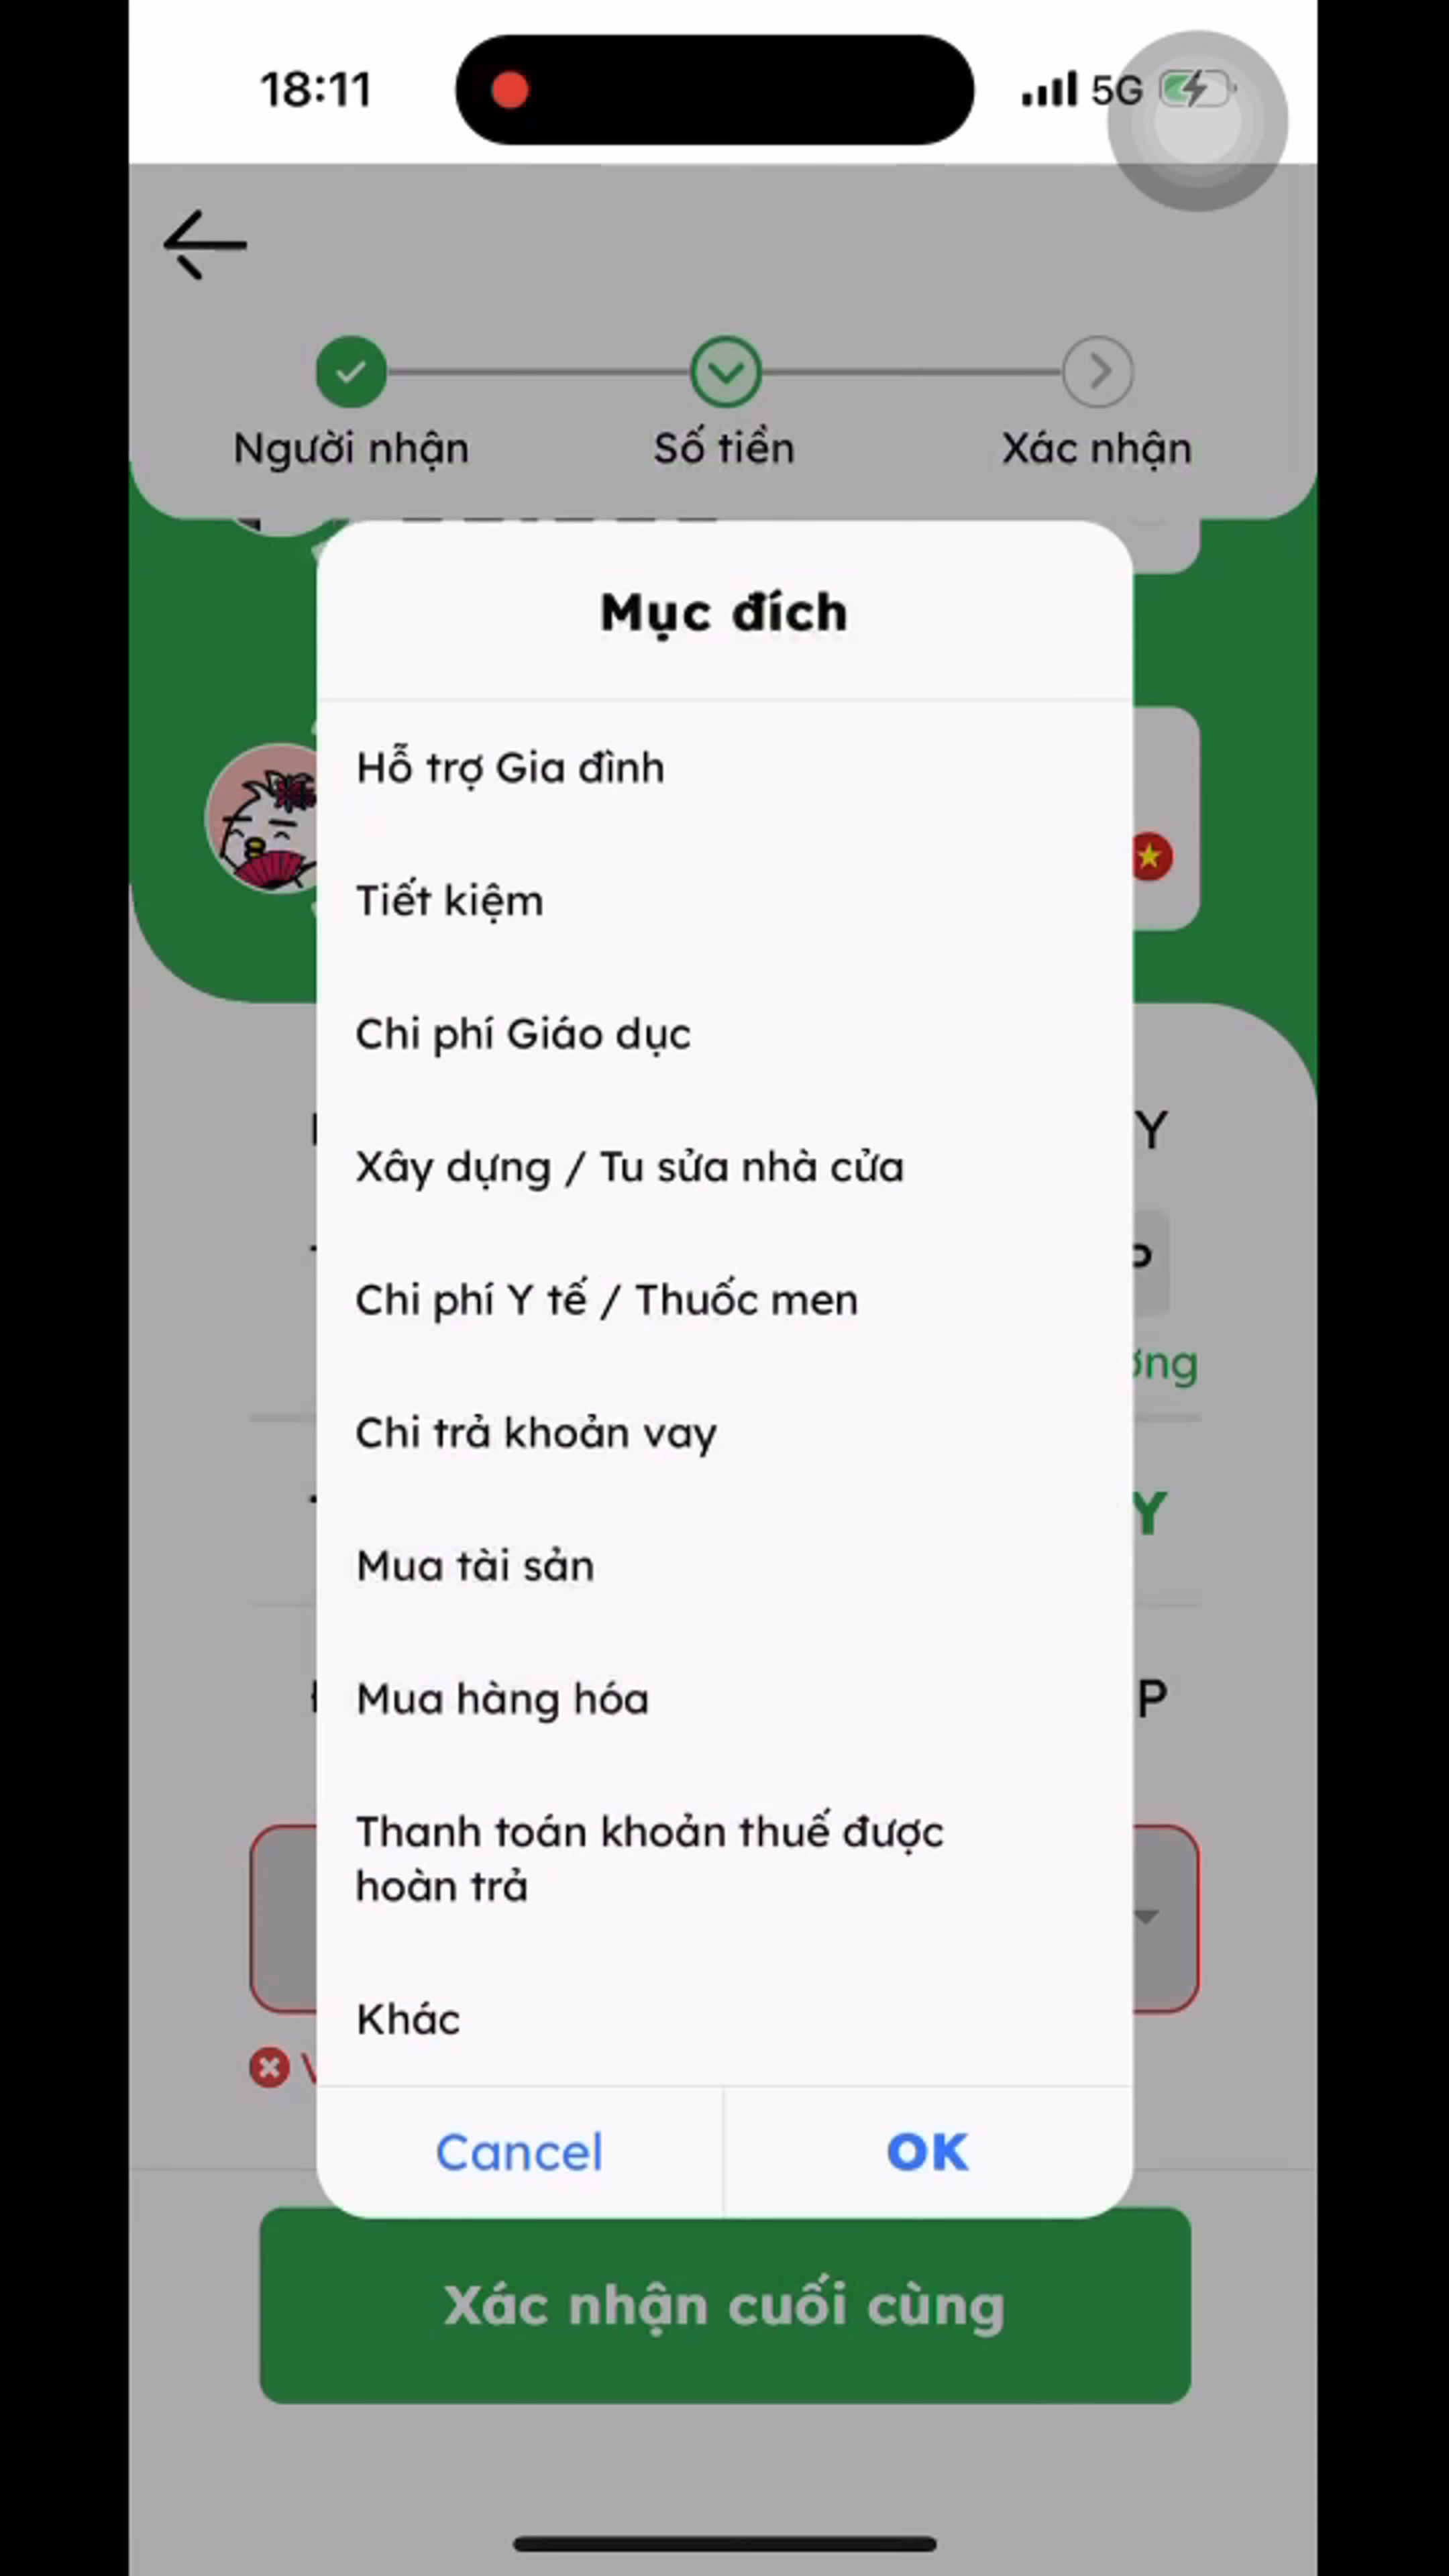 18:11
5G
Người nhận
Số tiền
Xác nhận
Mục đích
Hỗ trợ Gia đình
Tiết kiệm
Chi phí Giáo dục
Y
Xây dựng / Tu sửa nhà cửa
Chi phí Y tế / Thuốc men
Chi trả khoản vay
Y
Mua tài sản
Mua hàng hóa
P
Thanh toán khoản thuế được
hoàn trả
Khác
Cancel
OK
Xác nhận cuối cùng